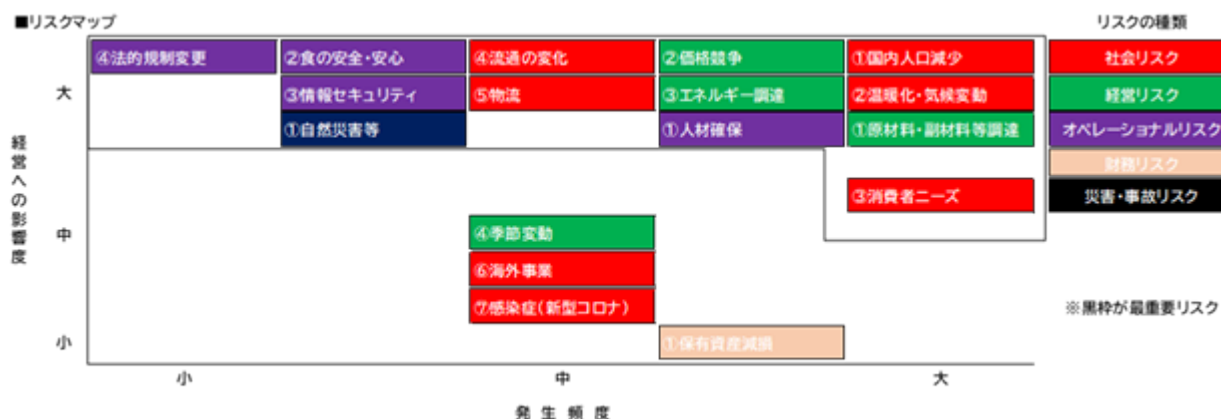 ■リスクマップ
リスクの種類
④法的規制変更 ②食の安全・安心 ④流通の変化 ②価格競争 ①国内人口減少 社会リスク
大 ③情報セキュリティ ⑤物流 ③エネルギー調達 ②温暖化・気候変動 経営リスク
①自然災害等 ①人材確保 ①原材料・副材料等調達 オペレーショナルリスク
財務リスク
③消費者ニーズ 災害・事故リスク
経営への影響度
中 ④季節変動
⑥海外事業
⑦感染症(新型コロナ) ※黒枠が最重要リスク
小 ①保有資産減損
小 中 大
発生頻度